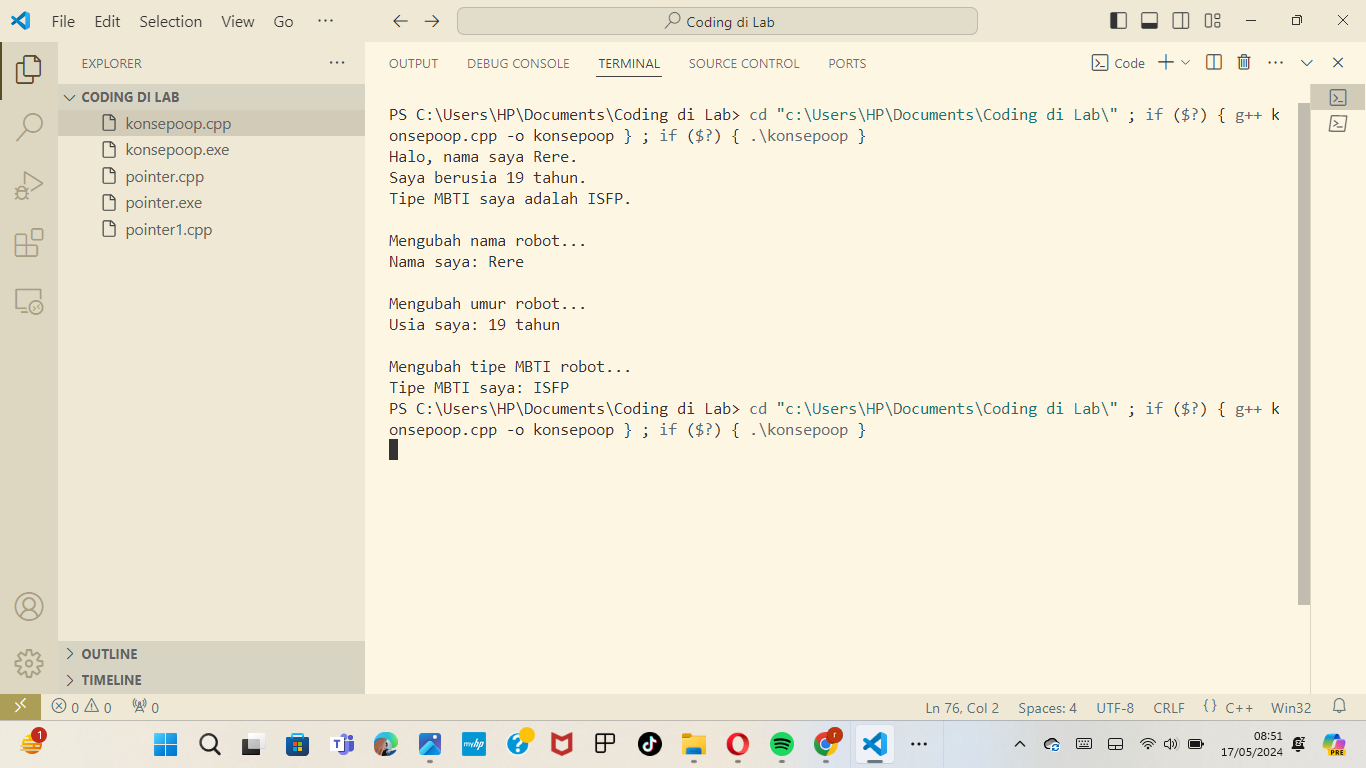 File Edit Selection View Go ···
Coding di Lab
EXPLORER
CODING DI LAB
konsepoop.cpp
konsepoop.exe
pointer.cpp
pointer.exe
pointer1.cpp
OUTLINE
TIMELINE
OUTPUT DEBUG CONSOLE TERMINAL SOURCE CONTROL PORTS
Code
PS C:\Users\HP\Documents\Coding di Lab> cd "c:\Users\HP\Documents\Coding di Lab\" ; if ($?) { g++ k
onsepoop.cpp -o konsepoop } ; if ($?) { .\konsepoop }
Halo, nama saya Rere.
Saya berusia 19 tahun.
Tipe MBTI saya adalah ISFP.
Mengubah nama robot...
Nama saya: Rere
Mengubah umur robot...
Usia saya: 19 tahun
Mengubah tipe MBTI robot...
Tipe MBTI saya: ISFP
PS C:\Users\HP\Documents\Coding di Lab> cd "c:\Users\HP\Documents\Coding di Lab\" ; if ($?) { g++ k
onsepoop.cpp -o konsepoop } ; if ($?) { .\konsepoop }
0 0 0
Ln 76, Col 2 Spaces: 4 UTF-8 CRLF {} C++ Win32
1
myhp
r
08:51
17/05/2024
PRE